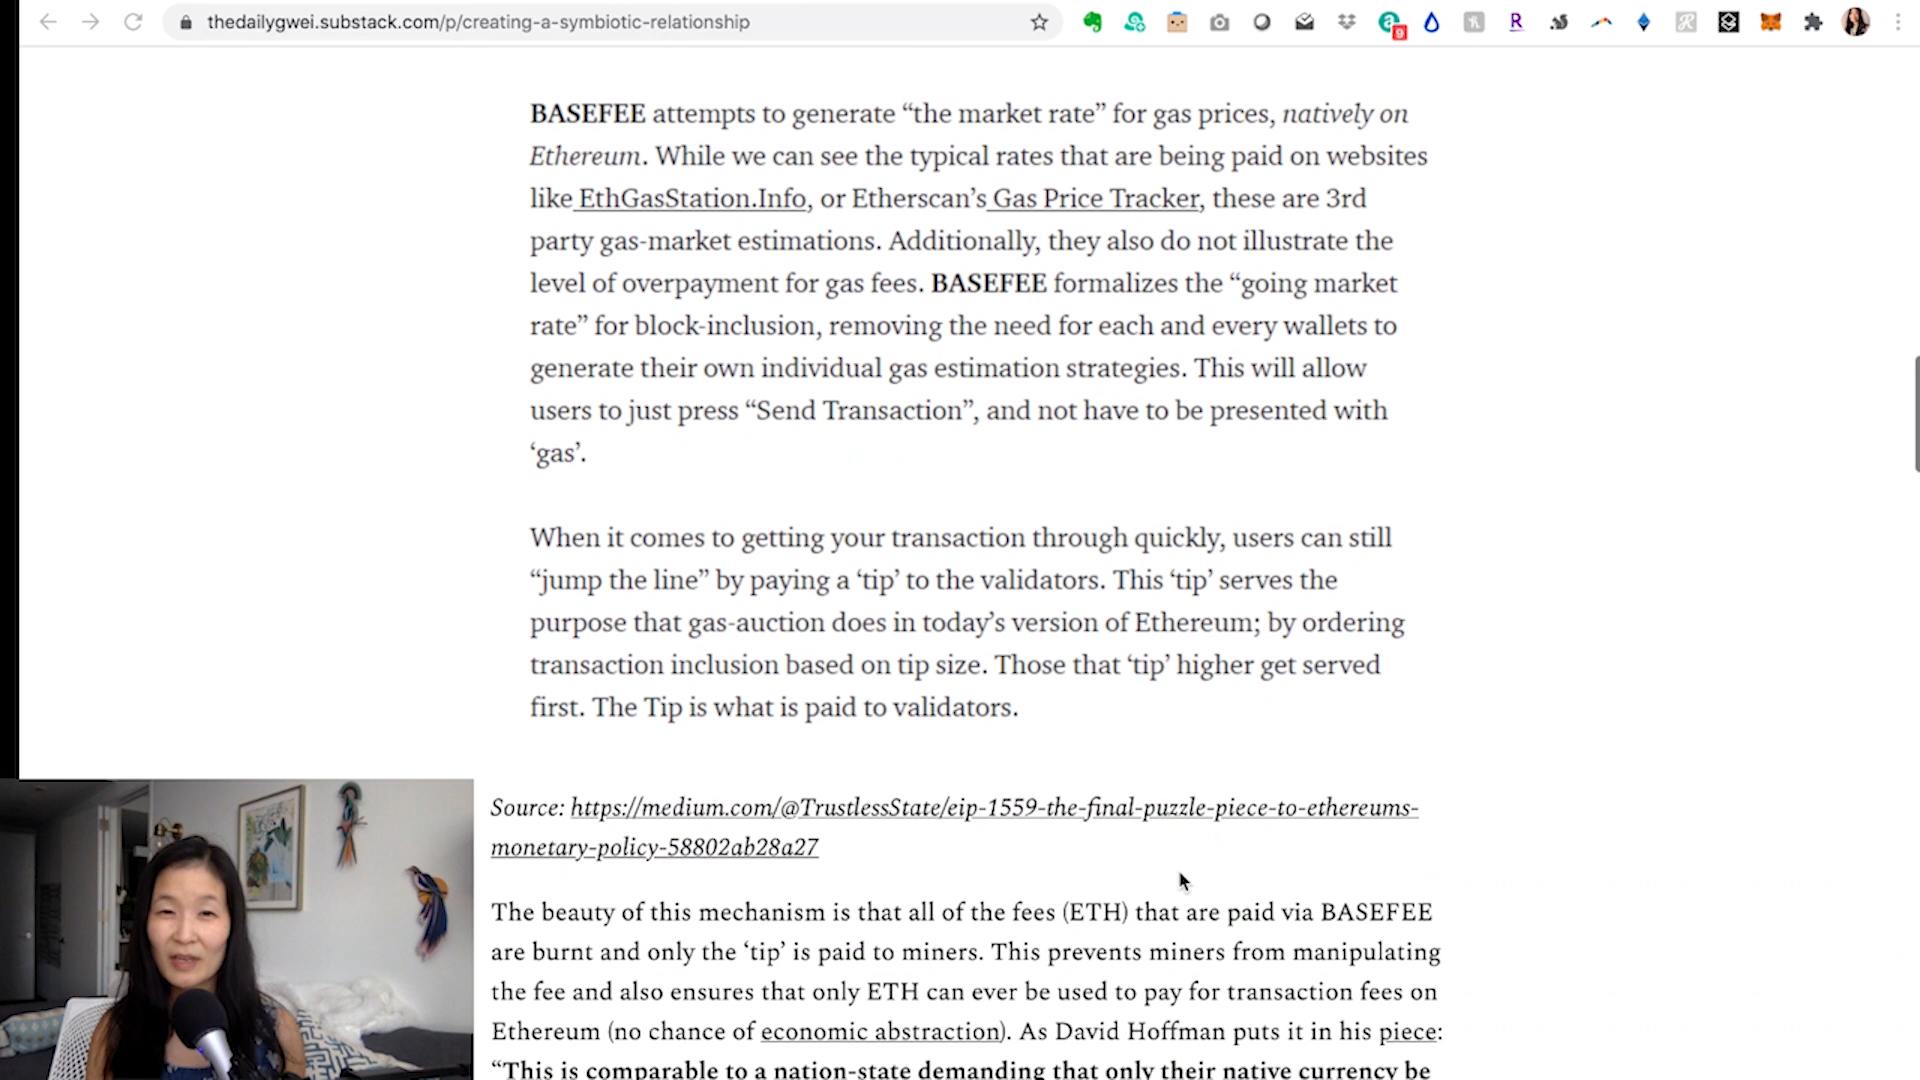 thedailygwei.substack.com/p/creating-a-symbiotic-relationship
9
R
BASEFEE attempts to generate “the market rate” for gas prices, natively on
Ethereum. While we can see the typical rates that are being paid on websites
like EthGasStation.Info, or Etherscan’s Gas Price Tracker, these are 3rd
party gas-market estimations. Additionally, they also do not illustrate the
level of overpayment for gas fees. BASEFEE formalizes the “going market
rate” for block-inclusion, removing the need for each and every wallets to
generate their own individual gas estimation strategies. This will allow
users to just press “Send Transaction”, and not have to be presented with
‘gas’.
When it comes to getting your transaction through quickly, users can still
“jump the line” by paying a ‘tip’ to the validators. This ‘tip’ serves the
purpose that gas-auction does in today’s version of Ethereum; by ordering
transaction inclusion based on tip size. Those that ‘tip’ higher get served
first. The Tip is what is paid to validators.
Source: https://medium.com/@TrustlessState/eip-1559-the-final-puzzle-piece-to-ethereums-
monetary-policy-58802ab28a27
The beauty of this mechanism is that all of the fees (ETH) that are paid via BASEFEE
are burnt and only the ‘tip’ is paid to miners. This prevents miners from manipulating
the fee and also ensures that only ETH can ever be used to pay for transaction fees on
Ethereum (no chance of economic abstraction). As David Hoffman puts it in his piece:
“This is comparable to a nation-state demanding that only their native currency be